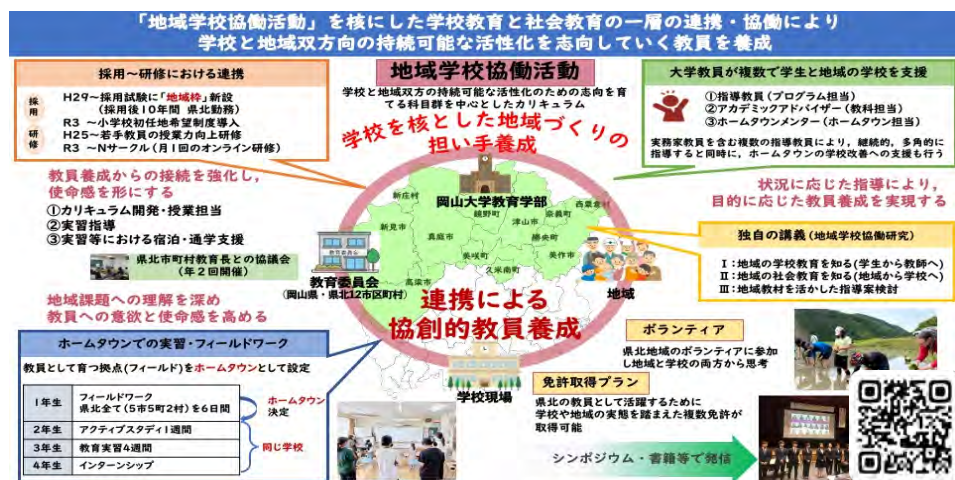 「地域学校協働活動」を核にした学校教育と社会教育の一層の連携・協働により
学校と地域双方向の持続可能な活性化を志向していく教員を養成
採用～研修における連携
採用
H29～採用試験に「地域枠」新設
(採用後10年間 県北勤務)
R3 ～小学校初任地希望制度導入
研修
H25～若手教員の授業力向上研修
R3 ～Nサークル(月1回のオンライン研修)
教員養成からの接続を強化し,
使命感を形にする
①カリキュラム開発・授業担当
②実習指導
③実習等における宿泊・通学支援
県北市町村教育長との協議会
(年2回開催)
地域課題への理解を深め
教員への意欲と使命感を高める
ホームタウンでの実習・フィールドワーク
教員として育つ拠点(フィールド)をホームタウンとして設定
1年生
フィールドワーク
県北全て(5市5町2村)を6日間
2年生
アクティブスタディ1週間
3年生
教育実習4週間
4年生
インターンシップ
ホームタウン
決定
同じ学校
地域学校協働活動
学校と地域双方の持続可能な活性化のための志向を育
てる科目群を中心としたカリキュラム
学校を核とした地域づくりの
担い手養成
岡山大学教育学部
新庄村
鏡野町
奈義町
西粟倉村
新見市
真庭市
津山市
勝央町
美咲町
美作市
久米南町
高梁市
教育委員会
教育委員会
(岡山県・県北12市区町村)
地域
連携による
協創的教員養成
学校現場
大学教員が複数で学生と地域の学校を支援
①指導教員(プログラム担当)
②アカデミックアドバイザー(教科担当)
③ホームタウンメンター(ホームタウン担当)
実務家教員を含む複数の指導教員により,継続的,多角的に
指導すると同時に,ホームタウンの学校改善への支援も行う
状況に応じた指導により,
目的に応じた教員養成を実現する
独自の講義(地域学校協働研究)
Ⅰ:地域の学校教育を知る(学生から教師へ)
Ⅱ:地域の社会教育を知る(地域から学校へ)
Ⅲ:地域教材を活かした指導案検討
ボランティア
県北地域のボランティアに参加
し地域と学校の両方から思考
免許取得プラン
県北の教員として活躍するために
学校や地域の実態を踏まえた複数免許が
取得可能
シンポジウム・書籍等で発信